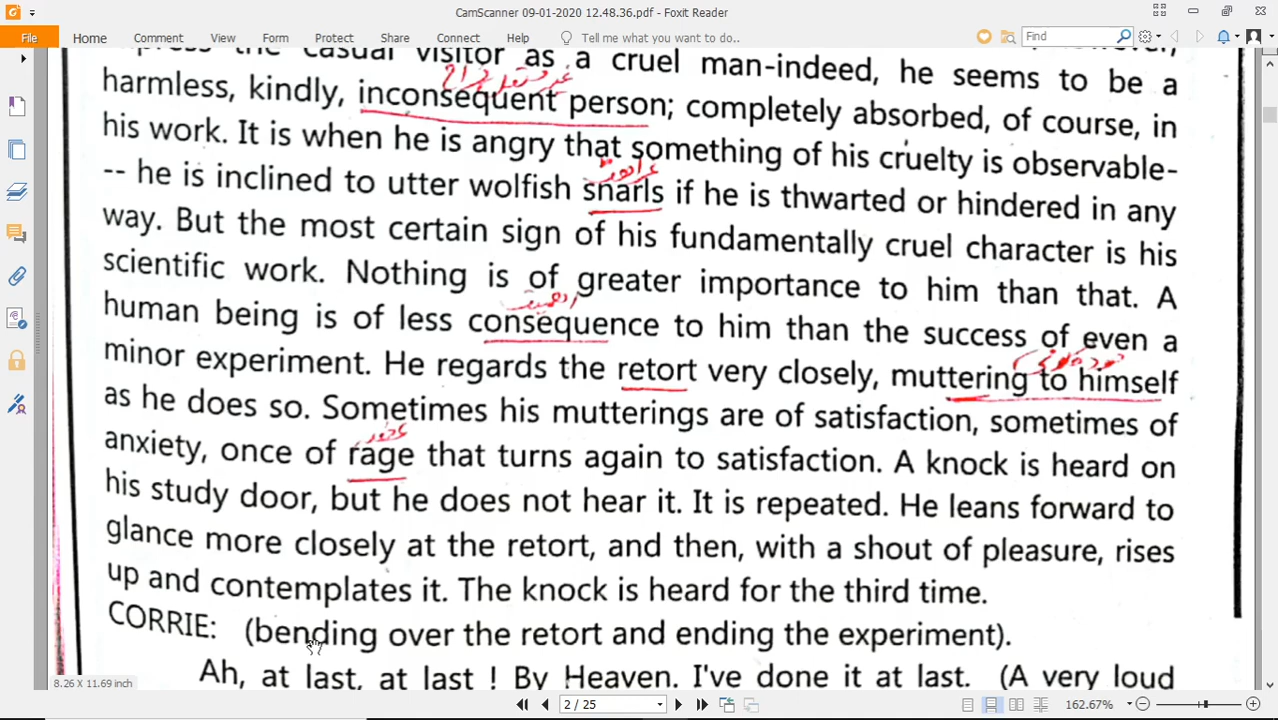 CamScanner 09-01-2020 12.48.36.pdf - Foxit Reader
File Home Comment View Form Protect Share Connect Help Tell me what you want to do.. Find
the casual visitor as a cruel man-indeed, he seems to be a
harmless, kindly, inconsequent person; completely absorbed, of course, in
his work. It is when he is angry that something of his cruelty is observable-
-- he is inclined to utter wolfish snarls if he is thwarted or hindered in any
way. But the most certain sign of his fundamentally cruel character is his
scientific work. Nothing is of greater importance to him than that. A
human being is of less consequence to him than the success of even a
minor experiment. He regards the retort very closely, muttering to himself
as he does so. Sometimes his mutterings are of satisfaction, sometimes of
anxiety, once of rage that turns again to satisfaction. A knock is heard on
his study door, but he does not hear it. It is repeated. He leans forward to
glance more closely at the retort, and then, with a shout of pleasure, rises
up and contemplates it. The knock is heard for the third time.
CORRIE: (bending over the retort and ending the experiment).
Ah, at last, at last ! By Heaven. I've done it at last. (A very loud
8.26 x 11.69 inch
2 / 25 162.67%